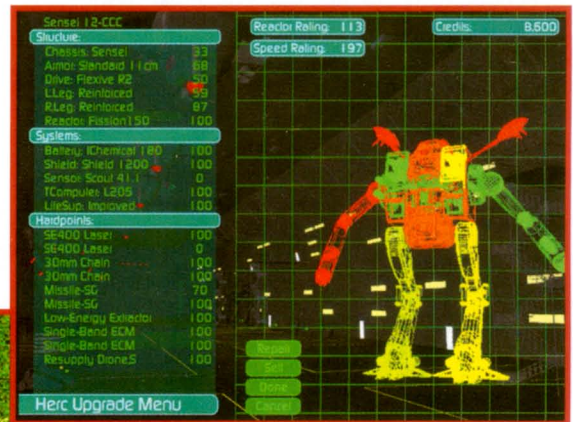 Sensei 12-CCC
Structure:
Chassis: Sensei 33
Armor: Standard 11cm 68
Drive: Flexive R2 50
L.Leg: Reinforced 59
R.Leg: Reinforced 87
Reactor: Fission150 100
Systems:
Battery: IChemical 180 100
Shield: Shield 1200 100
Sensor: Scout 41.1 0
TComputer: L205 100
LifeSup: Improved 100
Hardpoints:
SE400 Laser 100
SE400 Laser 0
30mm Chain 100
30mm Chain 100
Missile-SG 70
Missile-SG 100
Low-Energy Extractor 100
Single-Band ECM 100
Single-Band ECM 100
Resupply Drone.S 100
Herc Upgrade Menu
Reactor Rating: 113
Speed Rating: 197
Credits: 8,500
Repair
Sell
Done
Cancel